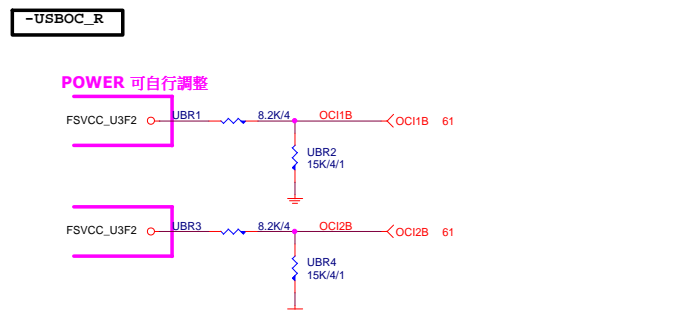 -USBOC_R
POWER 可自行調整
FSVCC_U3F2 UBR1 8.2K/4 OCI1B OCI1B 61
UBR2
15K/4/1
FSVCC_U3F2 UBR3 8.2K/4 OCI2B OCI2B 61
UBR4
15K/4/1